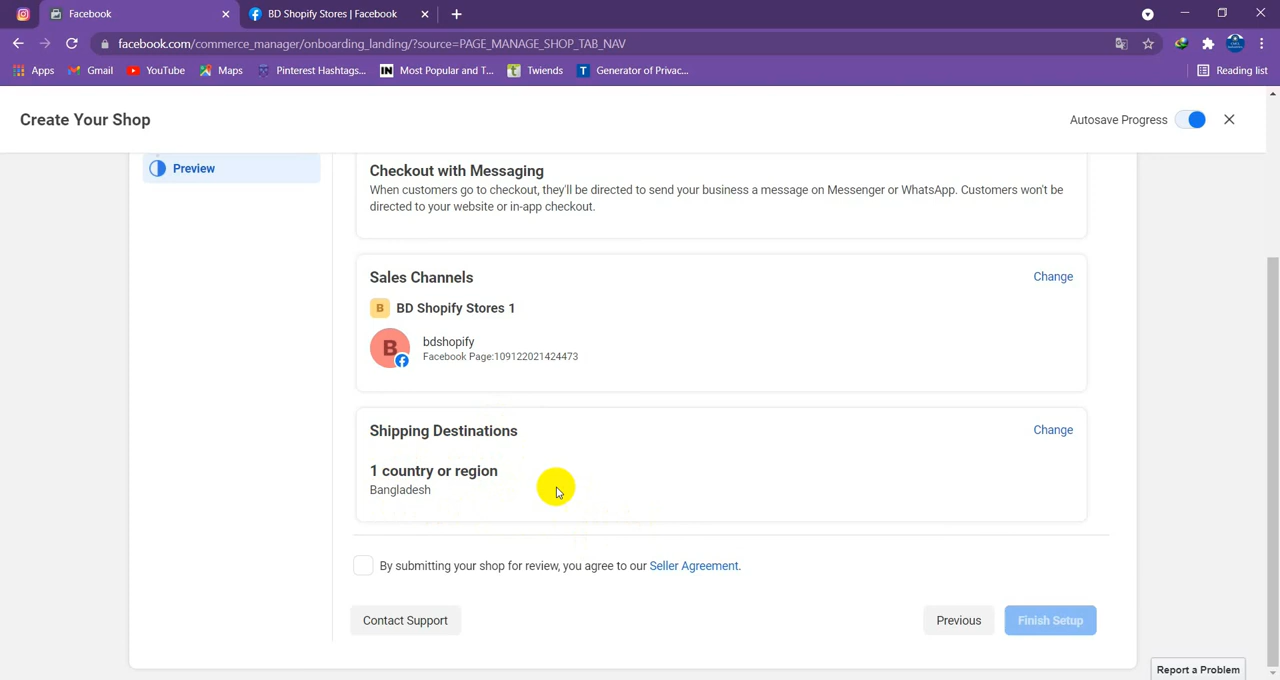 Facebook
BD Shopify Stores | Facebook
facebook.com/commerce_manager/onboarding_landing/?source=PAGE_MANAGE_SHOP_TAB_NAV
Apps
Gmail
YouTube
Maps
Pinterest Hashtags...
IN
Most Popular and T...
t
Twiends
T
Generator of Privac...
Reading list
Create Your Shop
Autosave Progress
Preview
Checkout with Messaging
When customers go to checkout, they'll be directed to send your business a message on Messenger or WhatsApp. Customers won't be
directed to your website or in-app checkout.
Sales Channels
Change
B
BD Shopify Stores 1
B
bdshopify
Facebook Page:109122021424473
Shipping Destinations
Change
1 country or region
Bangladesh
By submitting your shop for review, you agree to our Seller Agreement.
Contact Support
Previous
Finish Setup
Report a Problem